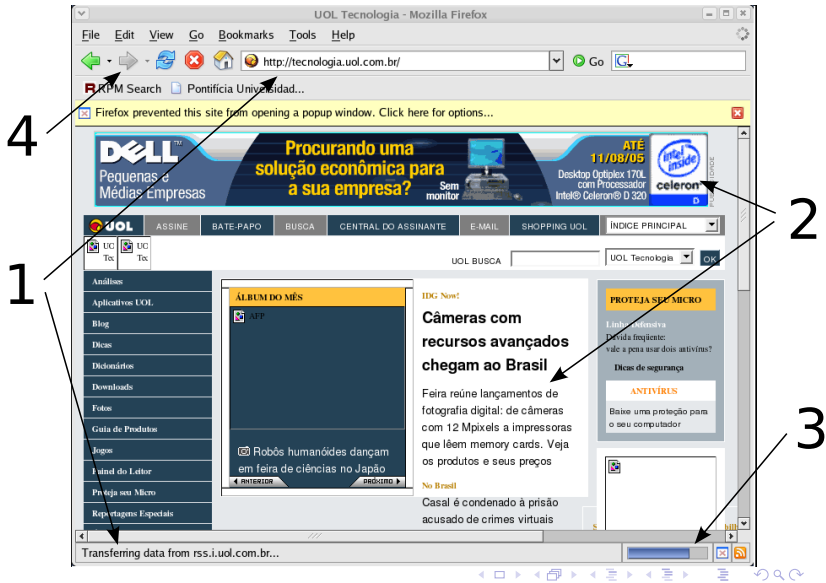 UOL Tecnologia - Mozilla Firefox
File Edit View Go Bookmarks Tools Help
http://tecnologia.uol.com.br/ Go G
RPM Search Pontifícia Universidad...
Firefox prevented this site from opening a popup window. Click here for options...
4
DELL™
Pequenas e
Médias Empresas
Procurando uma
solução econômica para
a sua empresa?
Sem
monitor
ATÉ
11/08/05
Desktop Optiplex 170L
com Processador
Intel® Celeron® D 320
intel
inside
celeron
D
2
UOL ASSINE BATE-PAPO BUSCA CENTRAL DO ASSINANTE E-MAIL SHOPPING UOL ÍNDICE PRINCIPAL
UC
Tex
UC
Tex
UOL BUSCA UOL Tecnologia OK
1
Análises
Aplicativos UOL
Blog
Dicas
Dicionários
Downloads
Fotos
Guia de Produtos
Jogos
Painel do Leitor
Proteja seu Micro
Reportagens Especiais
ÁLBUM DO MÊS
AFP
Robôs humanóides dançam
em feira de ciências no Japão
ANTERIOR PRÓXIMO
IDG Now!
Câmeras com
recursos avançados
chegam ao Brasil
Feira reúne lançamentos de
fotografia digital: de câmeras
com 12 Mpixels a impressoras
que lêem memory cards. Veja
os produtos e seus preços
No Brasil
Casal é condenado à prisão
acusado de crimes virtuais
PROTEJA SEU MICRO
Linha Defensiva
Dúvida freqüente:
vale a pena usar dois antivírus?
Dicas de segurança
ANTIVÍRUS
Baixe uma proteção para
o seu computador
3
Transferring data from rss.i.uol.com.br...